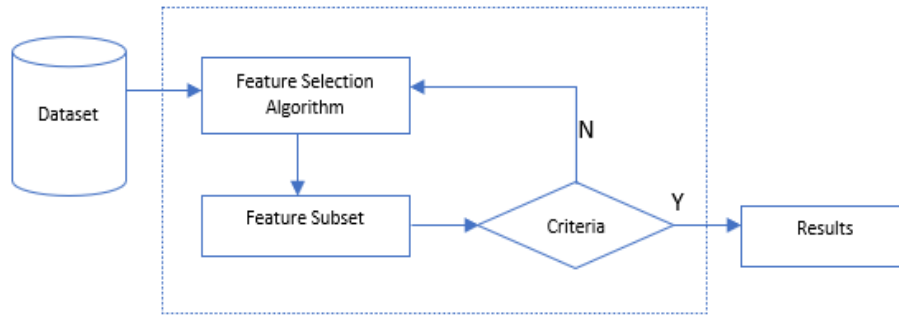 Dataset
Feature Selection
Algorithm
N
Feature Subset
Criteria
Y
Results